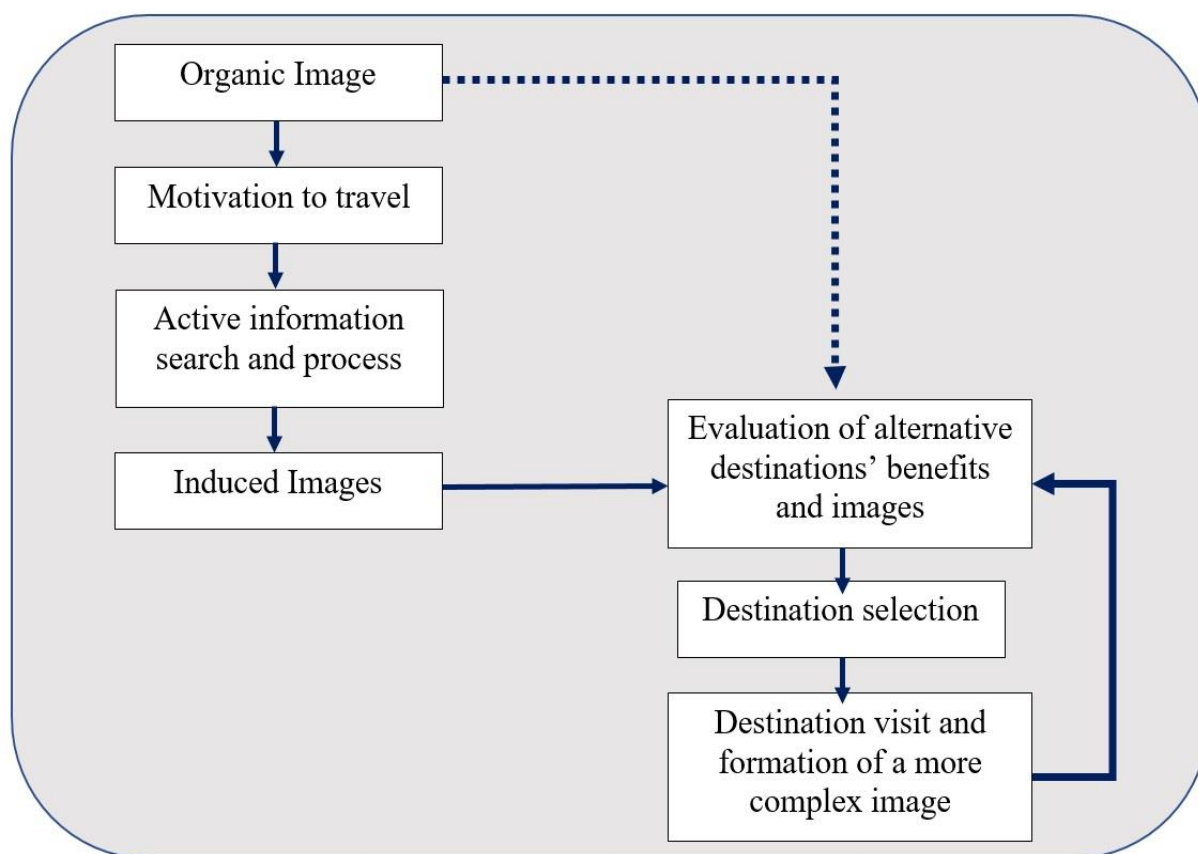 Organic Image
Motivation to travel
Active information
search and process
Induced Images
Evaluation of alternative
destinations’ benefits
and images
Destination selection
Destination visit and
formation of a more
complex image